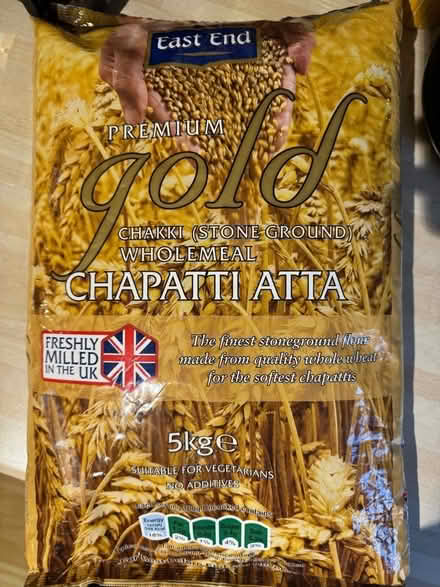 East End
PREMIUM
gold
CHAKKI (STONE GROUND)
WHOLEMEAL
CHAPATTI ATTA
FRESHLY
MILLED
IN THE UK
The finest stoneground flour
made from quality whole wheat
for the softest chapattis
5kg e
SUITABLE FOR VEGETARIANS
NO ADDITIVES
Energy